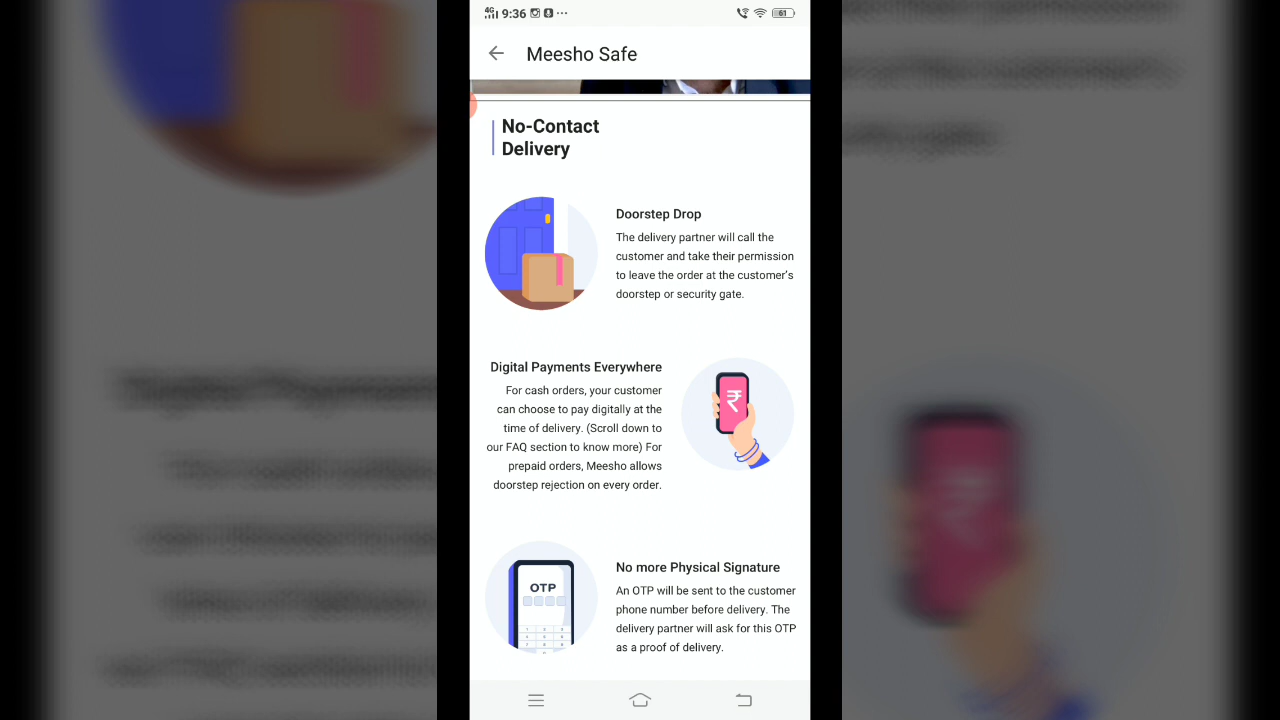 4G 9:36 ... 61
Meesho Safe
No-Contact
Delivery
Doorstep Drop
The delivery partner will call the
customer and take their permission
to leave the order at the customer's
doorstep or security gate.
Digital Payments Everywhere
For cash orders, your customer
can choose to pay digitally at the
time of delivery. (Scroll down to
our FAQ section to know more) For
prepaid orders, Meesho allows
doorstep rejection on every order.
₹
OTP
No more Physical Signature
An OTP will be sent to the customer
phone number before delivery. The
delivery partner will ask for this OTP
as a proof of delivery.